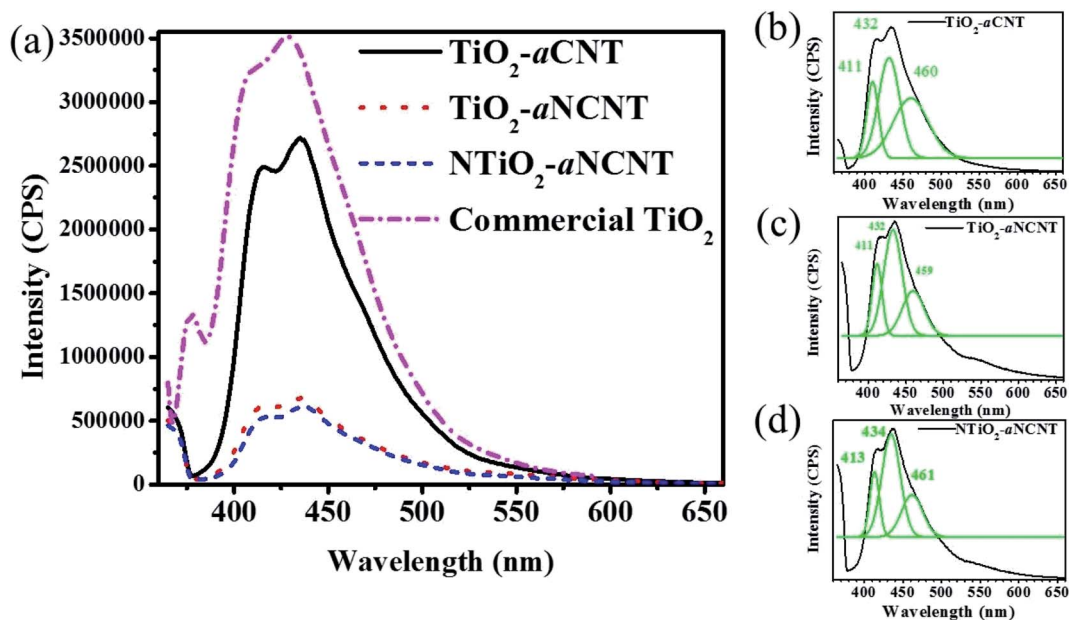 (a)
3500000
3000000
2500000
2000000
1500000
1000000
500000
0
Intensity (CPS)
TiO2-aCNT
TiO2-aNCNT
NTiO2-aNCNT
Commercial TiO2
400 450 500 550 600 650
Wavelength (nm)
(b)
TiO2-aCNT
432
411
460
Intensity (CPS)
400 450 500 550 600 650
Wavelength (nm)
(c)
TiO2-aNCNT
432
411
459
Intensity (CPS)
400 450 500 550 600 650
Wavelength (nm)
(d)
NTiO2-aNCNT
434
413
461
Intensity (CPS)
400 450 500 550 600 650
Wavelength (nm)